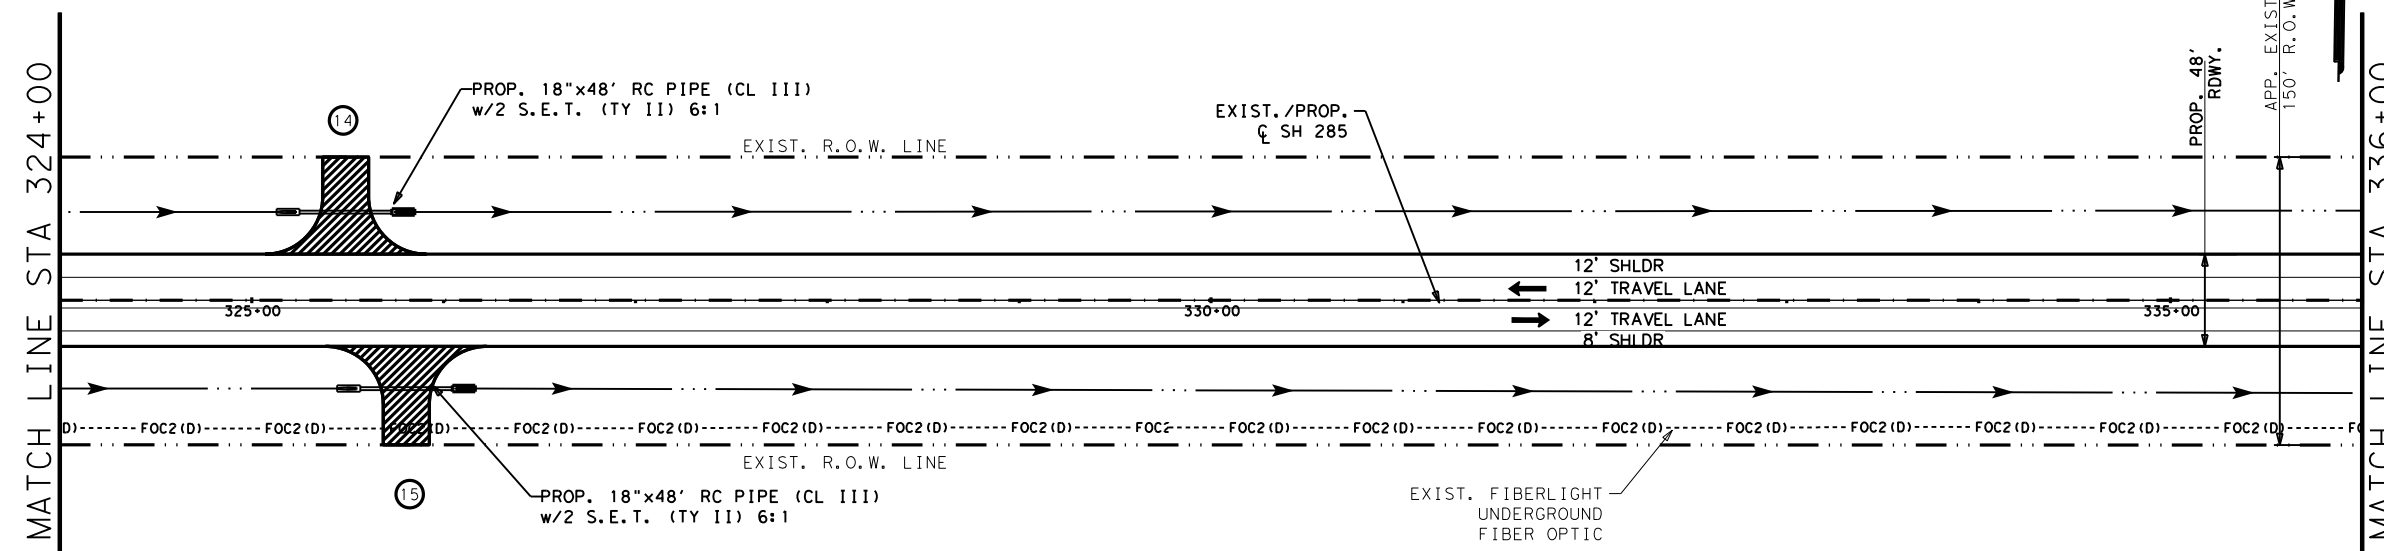 MATCH LINE STA 324+00
14
PROP. 18"x48' RC PIPE (CL III)
w/2 S.E.T. (TY II) 6:1
EXIST. R.O.W. LINE
EXIST./PROP.
℄ SH 285
PROP. 48'
RDWY.
APP. EXIST
150' R.O.W
12' SHLDR
12' TRAVEL LANE
325+00
330+00
335+00
12' TRAVEL LANE
8' SHLDR
D) FOC2(D) FOC2(D) FOC2(D) FOC2(D) FOC2(D) FOC2(D) FOC2(D) FOC2(D) FOC2 FOC2(D) FOC2(D) FOC2(D) FOC2(D) FOC2(D) FOC2(D) FOC2(D) FOC2(D) FOC2(D)
EXIST. R.O.W. LINE
15
PROP. 18"x48' RC PIPE (CL III)
w/2 S.E.T. (TY II) 6:1
EXIST. FIBERLIGHT
UNDERGROUND
FIBER OPTIC
MATCH LINE STA 336+00